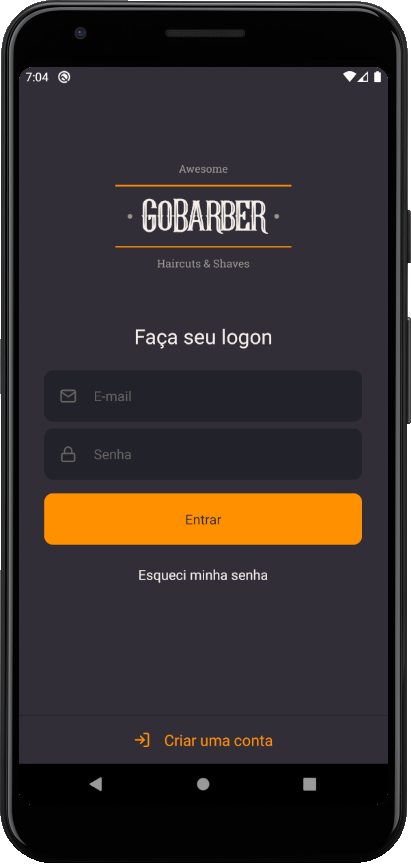 7:04
Awesome
GOBARBER
Haircuts & Shaves
Faça seu logon
E-mail
Senha
Entrar
Esqueci minha senha
Criar uma conta